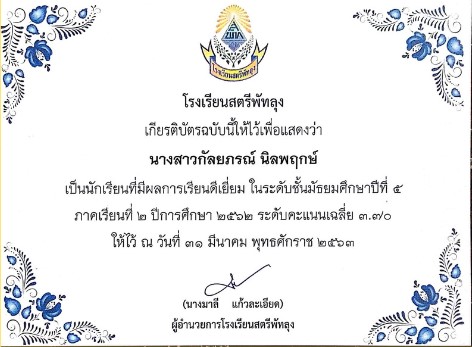 โรงเรียนสตรีพัทลุง
โรงเรียนสตรีพัทลุง
เกียรติบัตรฉบับนี้ให้ไว้เพื่อแสดงว่า
นางสาวกัลยภรณ์ นิลพฤกษ์
เป็นนักเรียนที่มีผลการเรียนดีเยี่ยม ในระดับชั้นมัธยมศึกษาปีที่ ๕
ภาคเรียนที่ ๒ ปีการศึกษา ๒๕๖๒ ระดับคะแนนเฉลี่ย ๓.๗๐
ให้ไว้ ณ วันที่ ๓๑ มีนาคม พุทธศักราช ๒๕๖๓
(นางมาลี แก้วละเอียด)
ผู้อำนวยการโรงเรียนสตรีพัทลุง